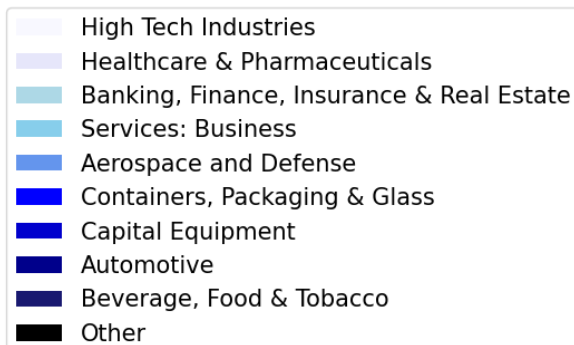 High Tech Industries
Healthcare & Pharmaceuticals
Banking, Finance, Insurance & Real Estate
Services: Business
Aerospace and Defense
Containers, Packaging & Glass
Capital Equipment
Automotive
Beverage, Food & Tobacco
Other